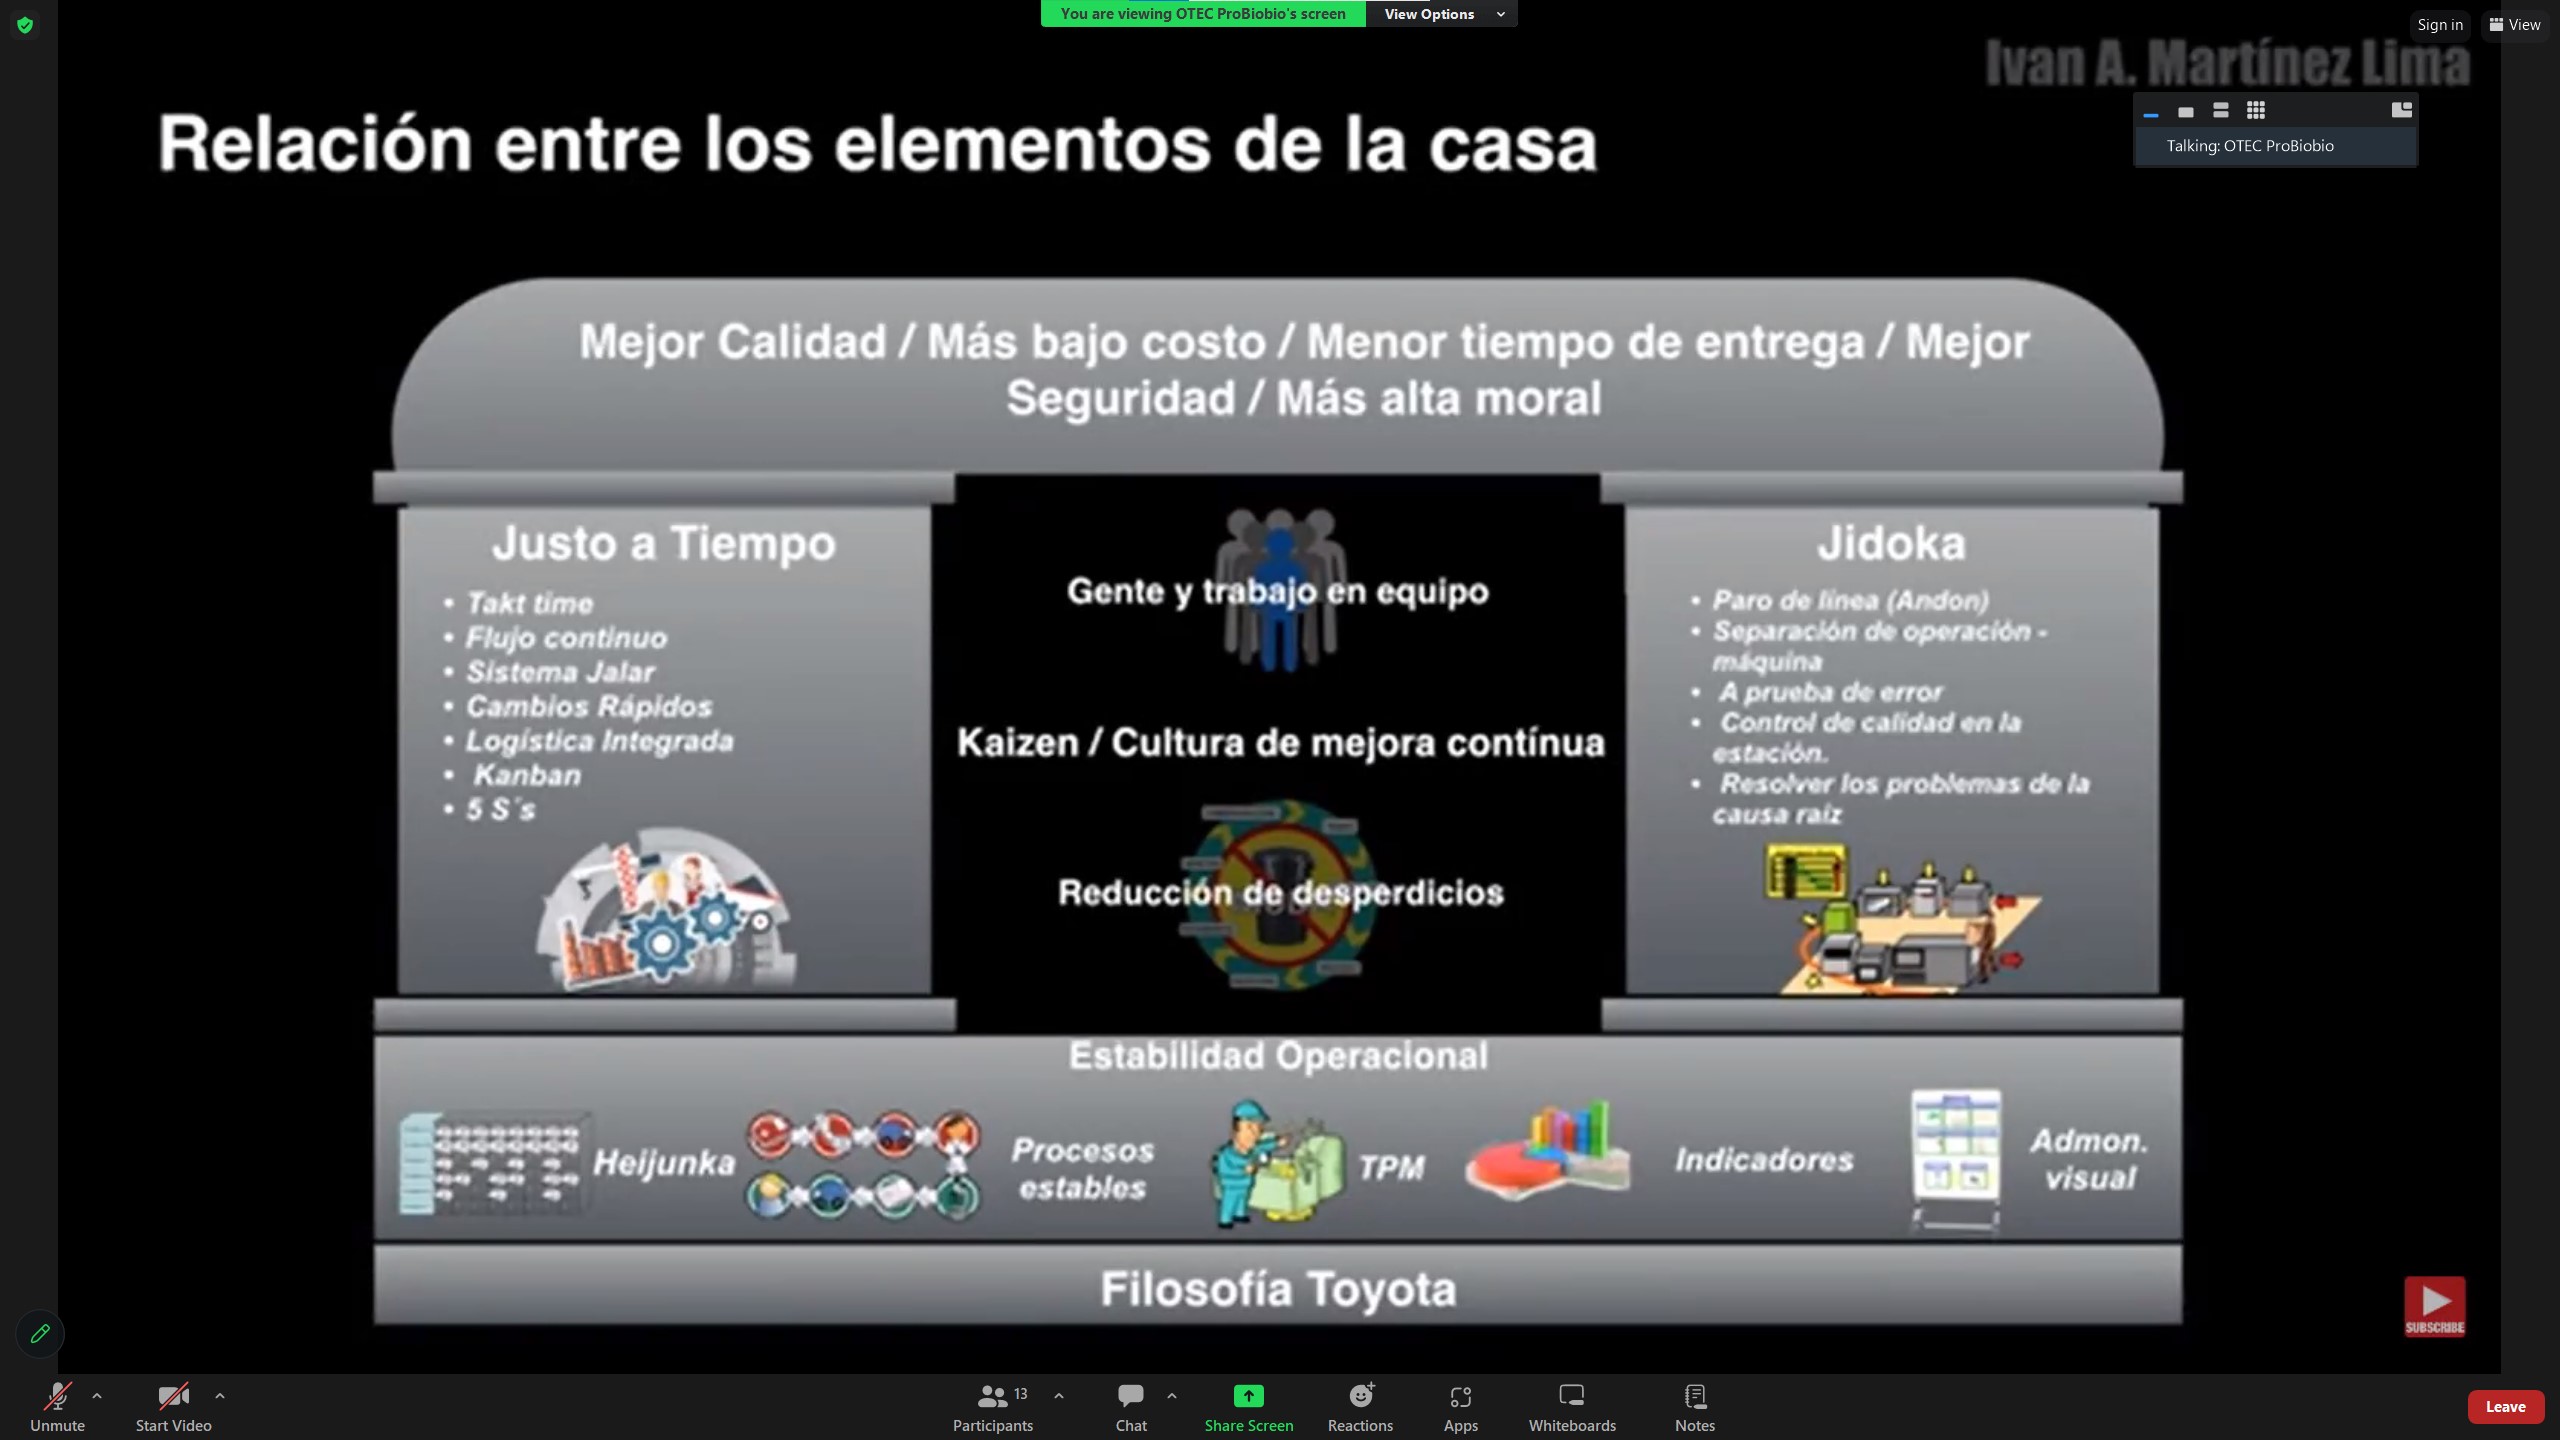 You are viewing OTEC ProBiobio's screen
View Options
Sign in
View
Ivan A. Martínez Lima
Talking: OTEC ProBiobio
Relación entre los elementos de la casa
Mejor Calidad / Más bajo costo / Menor tiempo de entrega / Mejor
Seguridad / Más alta moral
Justo a Tiempo
• Takt time
• Flujo continuo
• Sistema Jalar
• Cambios Rápidos
• Logística Integrada
• Kanban
• 5 S´s
Gente y trabajo en equipo
Kaizen / Cultura de mejora contínua
Reducción de desperdicios
Jidoka
• Paro de línea (Andon)
• Separación de operación -
máquina
• A prueba de error
• Control de calidad en la
estación.
• Resolver los problemas de la
causa raíz
Estabilidad Operacional
Heijunka
Procesos
estables
TPM
Indicadores
Admon.
visual
Filosofía Toyota
SUBSCRIBE
Unmute
Start Video
13
Participants
Chat
Share Screen
Reactions
Apps
Whiteboards
Notes
Leave